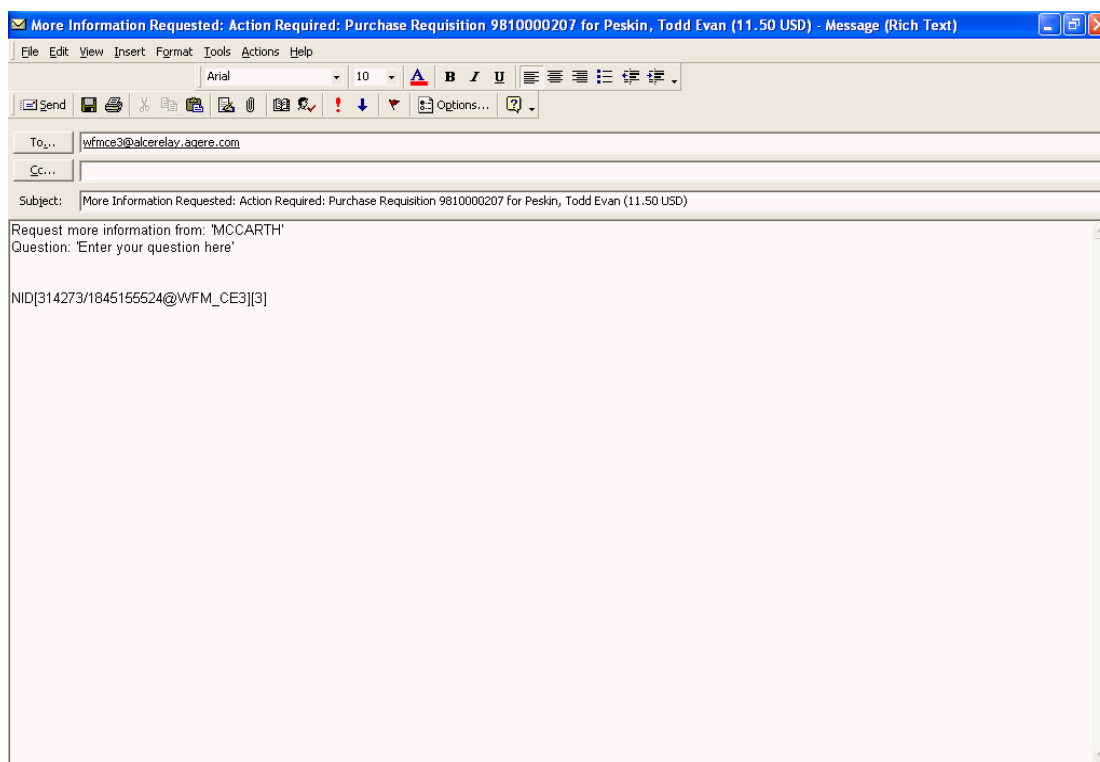 More Information Requested: Action Required: Purchase Requisition 9810000207 for Peskin, Todd Evan (11.50 USD) - Message (Rich Text)
File Edit View Insert Format Tools Actions Help
Arial 10 A B I U
Send Options...
To... wfmce3@alcerelay.agere.com
Cc...
Subject: More Information Requested: Action Required: Purchase Requisition 9810000207 for Peskin, Todd Evan (11.50 USD)
Request more information from: 'MCCARTH'
Question: 'Enter your question here'
NID[314273/1845155524@WFM_CE3][3]